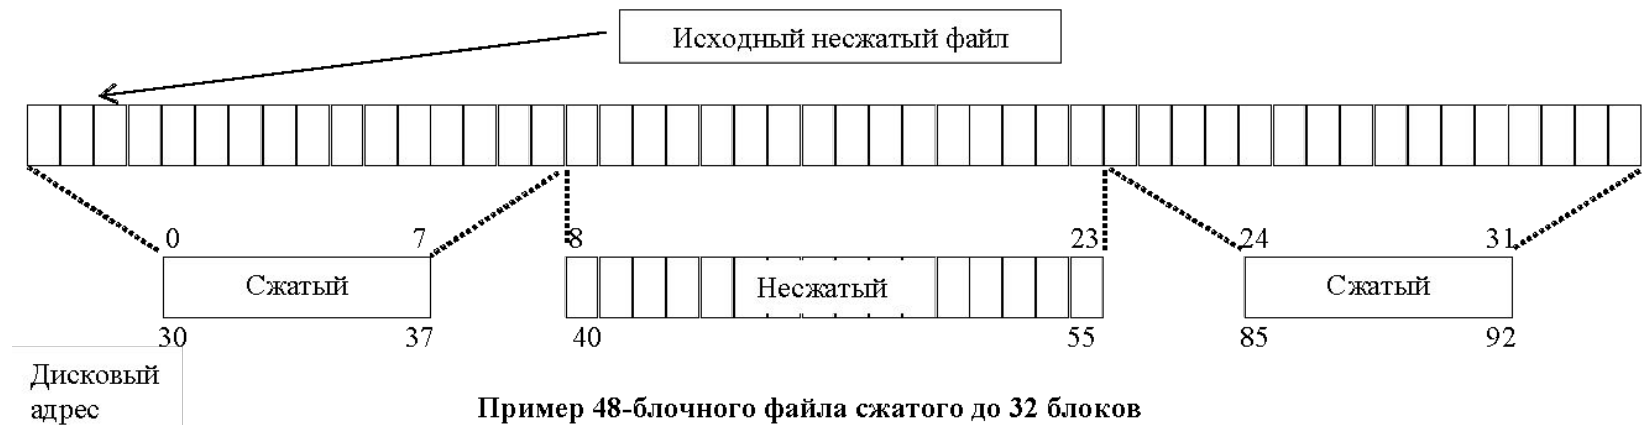 Исходный несжатый файл
0 7 8 23 24 31
Сжатый Несжатый Сжатый
30 37 40 55 85 92
Дисковый
адрес
Пример 48-блочного файла сжатого до 32 блоков